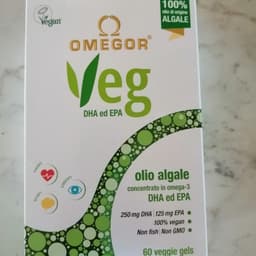 vegan
100%
olio di origine
ALGALE
OMEGOR®
Veg
DHA ed EPA
olio algale
concentrato in omega-3
DHA ed EPA
250 mg DHA | 125 mg EPA
100% vegan
Non fish | Non GMO
60 veggie gels